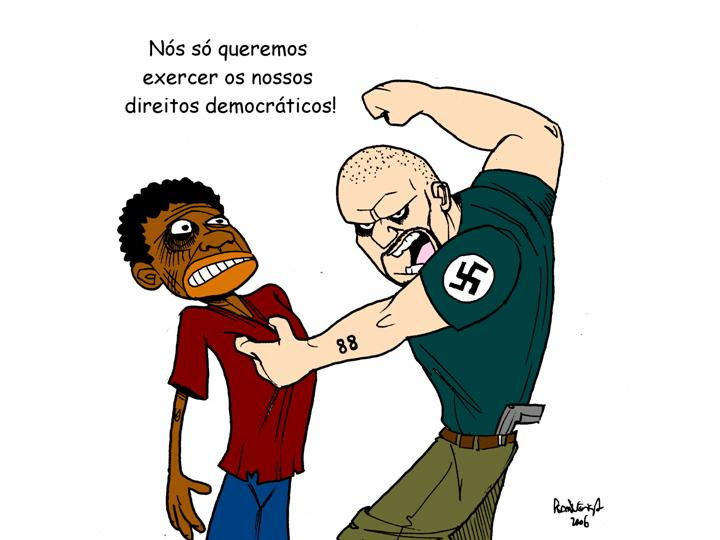 Nós só queremos
exercer os nossos
direitos democráticos!
88
2006